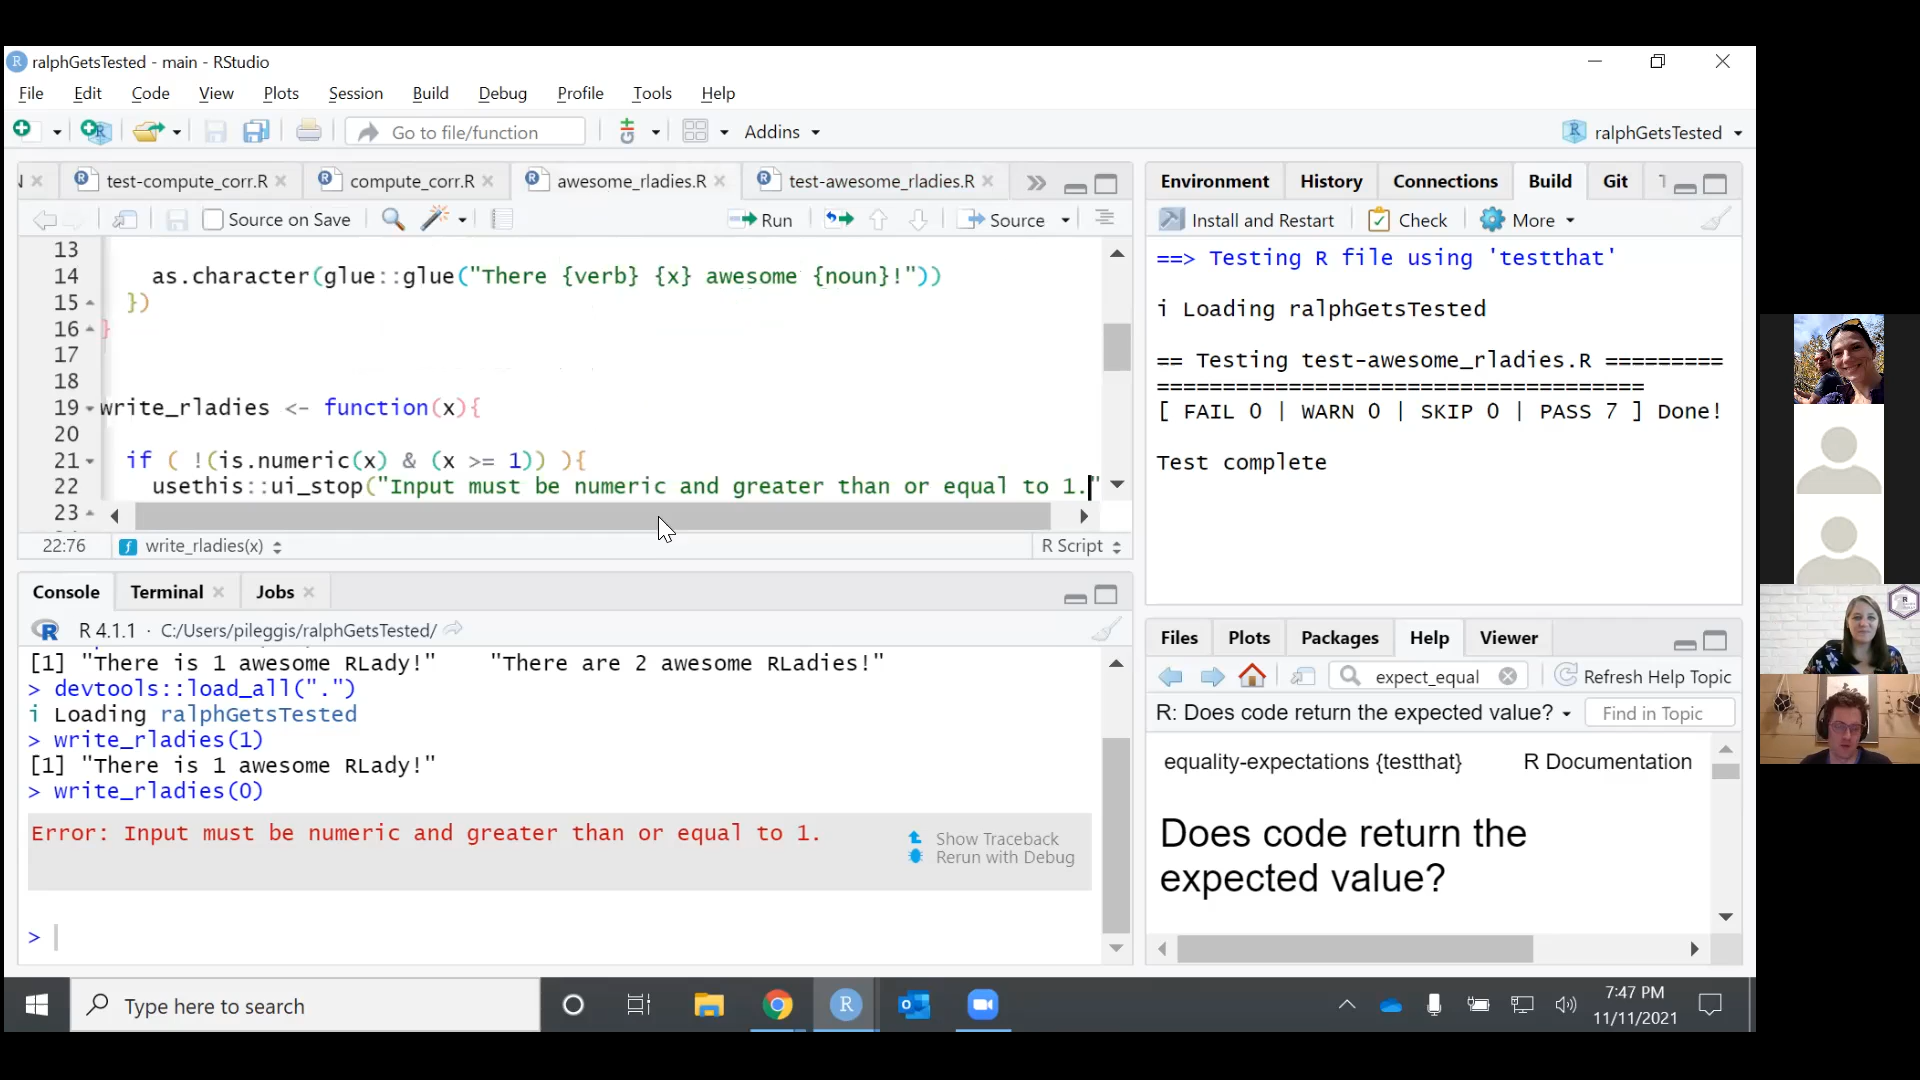 ralphGetsTested - main - RStudio
File Edit Code View Plots Session Build Debug Profile Tools Help
Go to file/function Addins ralphGetsTested
test-compute_corr.R compute_corr.R awesome_rladies.R test-awesome_rladies.R
Source on Save Run Source
13
14 as.character(glue::glue("There {verb} {x} awesome {noun}!"))
15 })
16 }
17
18
19 write_rladies <- function(x){
20
21 if ( !(is.numeric(x) & (x >= 1)) ){
22 usethis::ui_stop("Input must be numeric and greater than or equal to 1."
23
22:76 write_rladies(x) R Script
Console Terminal Jobs
R 4.1.1 · C:/Users/pileggis/ralphGetsTested/
[1] "There is 1 awesome RLady!" "There are 2 awesome RLadies!"
> devtools::load_all(".")
i Loading ralphGetsTested
> write_rladies(1)
[1] "There is 1 awesome RLady!"
> write_rladies(0)
Error: Input must be numeric and greater than or equal to 1.
Show Traceback
Rerun with Debug
>
Environment History Connections Build Git
Install and Restart Check More
==> Testing R file using 'testthat'
i Loading ralphGetsTested
== Testing test-awesome_rladies.R =========
=====================================
[ FAIL 0 | WARN 0 | SKIP 0 | PASS 7 ] Done!
Test complete
Files Plots Packages Help Viewer
expect_equal Refresh Help Topic
R: Does code return the expected value? Find in Topic
equality-expectations {testthat} R Documentation
Does code return the
expected value?
Type here to search
7:47 PM
11/11/2021